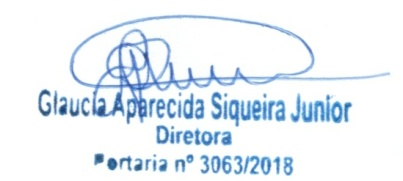 Glaucia Aparecida Siqueira Junior
Diretora
Portaria nº 3063/2018